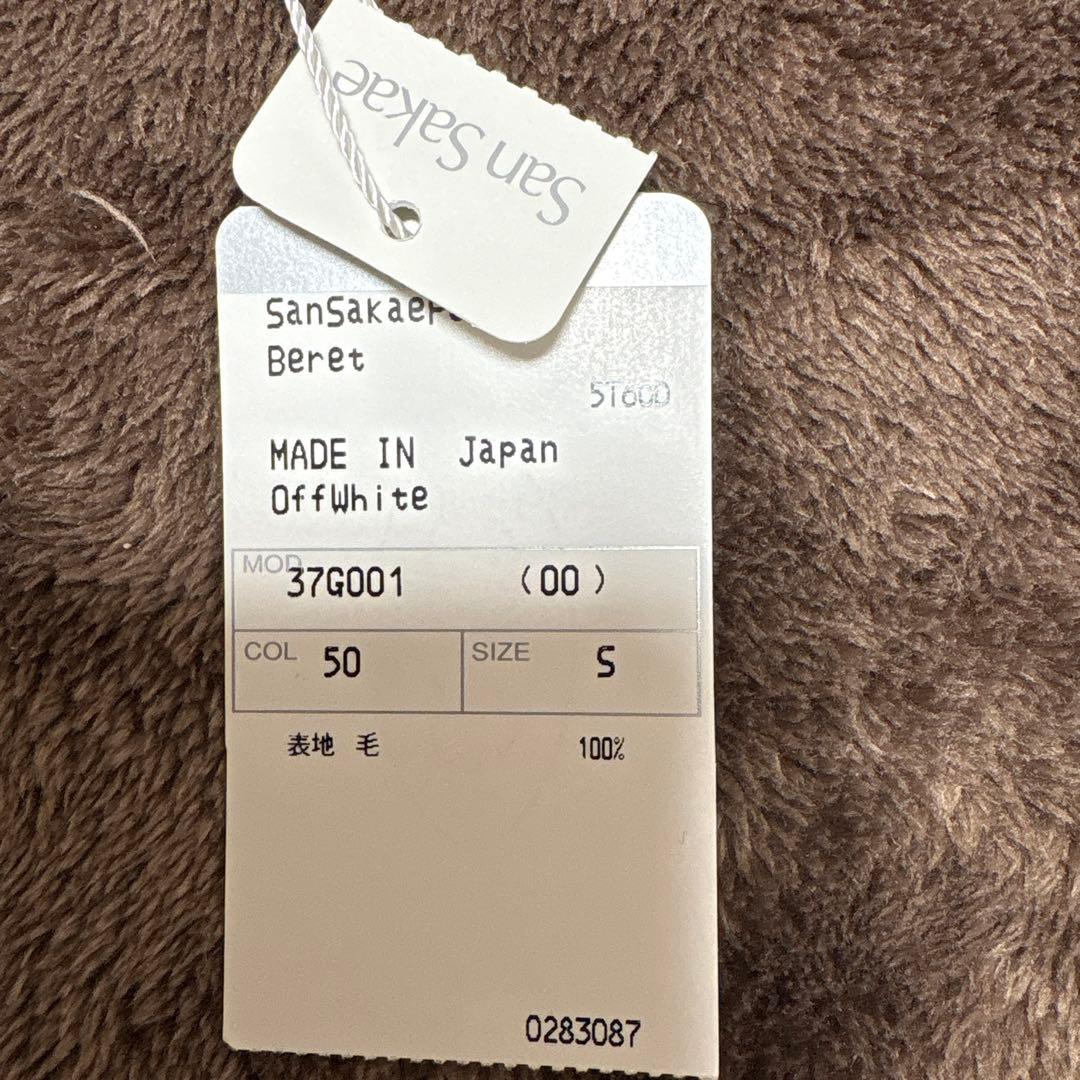 San Sakae
SanSakae
Beret
5T60D
MADE IN Japan
OffWhite
MOD 37G001 (00)
COL 50 SIZE S
表地 毛 100%
0283087